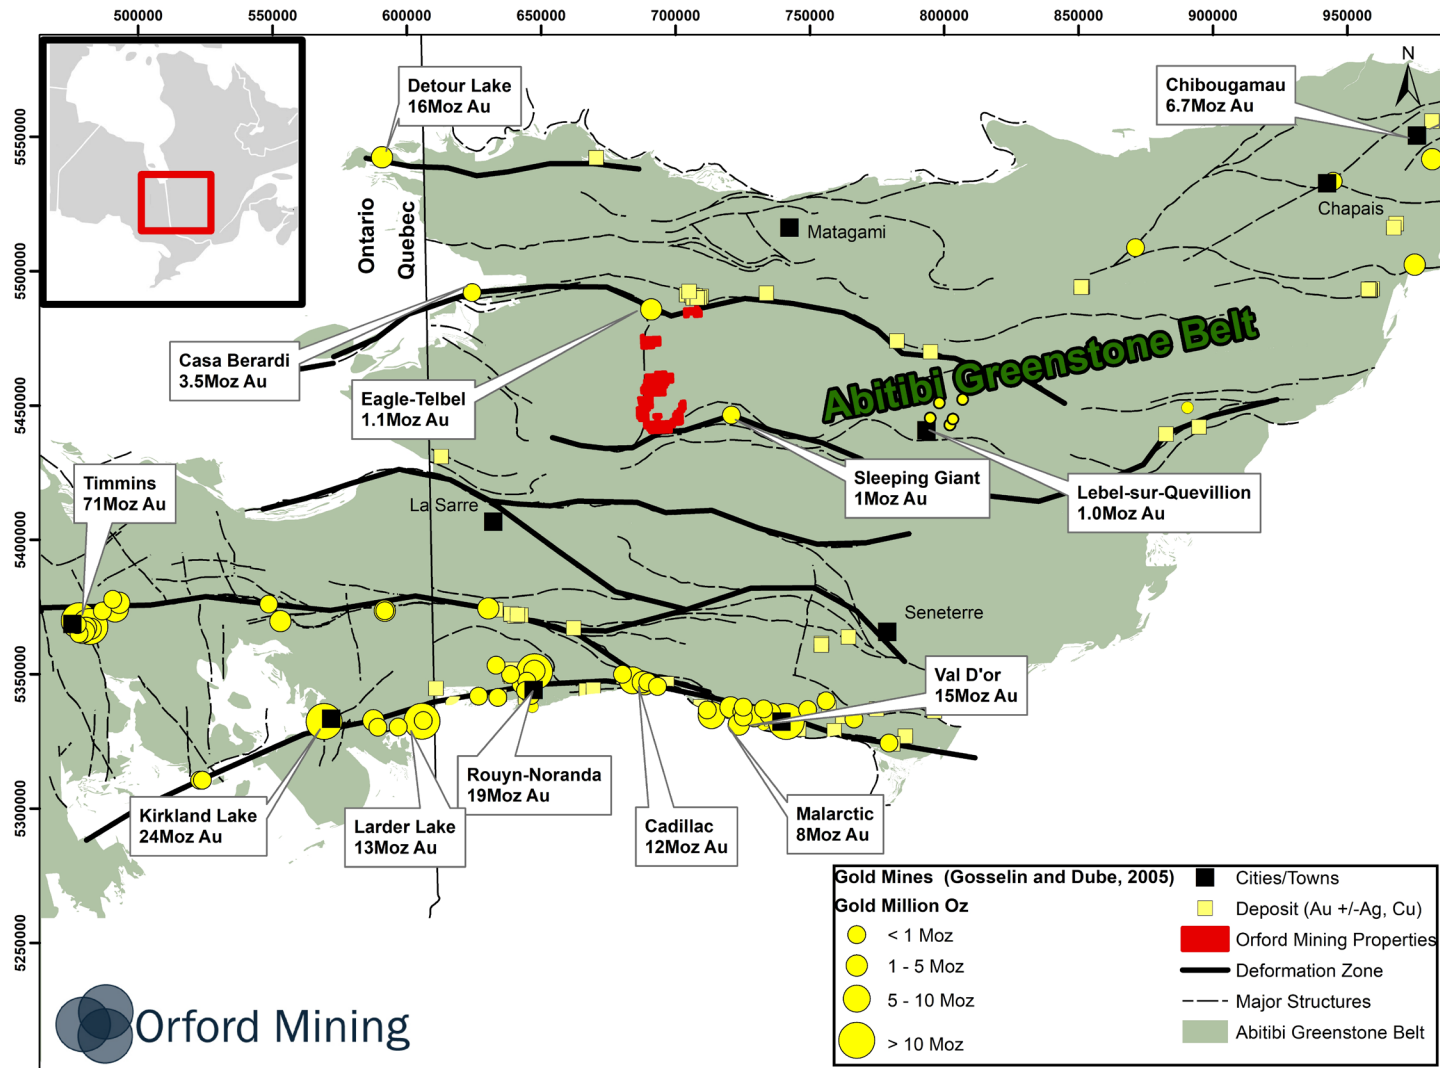 500000 550000 600000 650000 700000 750000 800000 850000 900000 950000
5550000
5500000
5450000
5400000
5350000
5300000
5250000
N
Detour Lake
16Moz Au
Chibougamau
6.7Moz Au
Chapais
Ontario
Quebec
Matagami
Casa Berardi
3.5Moz Au
Eagle-Telbel
1.1Moz Au
Abitibi Greenstone Belt
Timmins
71Moz Au
Sleeping Giant
1Moz Au
Lebel-sur-Quevillion
1.0Moz Au
La Sarre
Seneterre
Val D'or
15Moz Au
Rouyn-Noranda
19Moz Au
Kirkland Lake
24Moz Au
Larder Lake
13Moz Au
Cadillac
12Moz Au
Malarctic
8Moz Au
Gold Mines (Gosselin and Dube, 2005)
Gold Million Oz
< 1 Moz
1 - 5 Moz
5 - 10 Moz
> 10 Moz
Cities/Towns
Deposit (Au +/-Ag, Cu)
Orford Mining Properties
Deformation Zone
Major Structures
Abitibi Greenstone Belt
Orford Mining